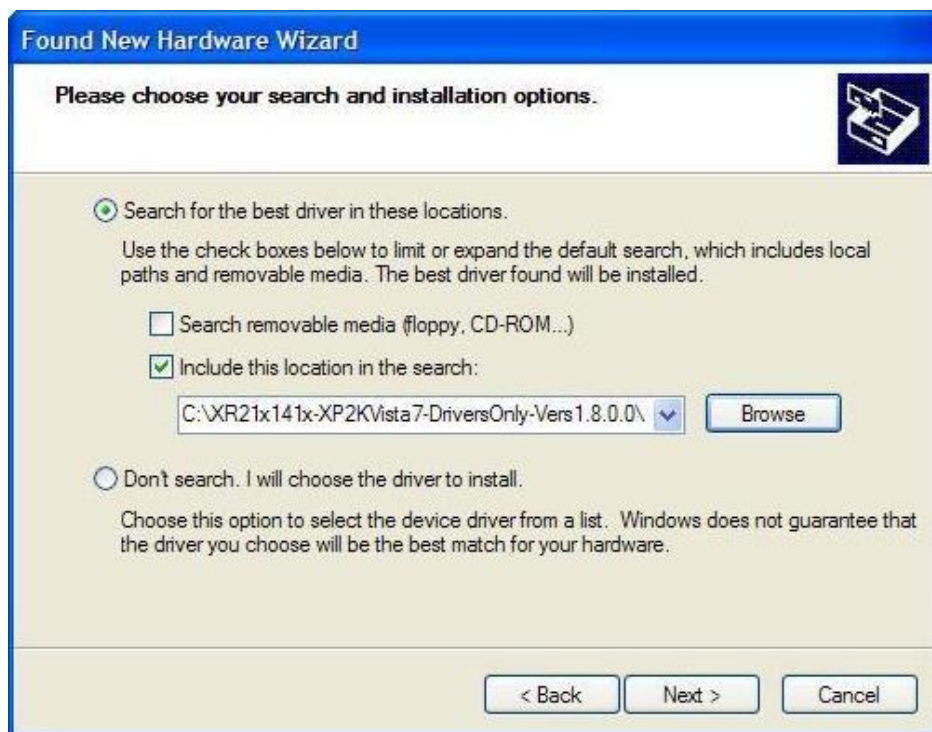 Found New Hardware Wizard
Please choose your search and installation options.
Search for the best driver in these locations.
Use the check boxes below to limit or expand the default search, which includes local
paths and removable media. The best driver found will be installed.
Search removable media (floppy, CD-ROM...)
Include this location in the search:
C:\XR21x141x-XP2KVista7-DriversOnly-Vers1.8.0.0\
Browse
Don't search. I will choose the driver to install.
Choose this option to select the device driver from a list. Windows does not guarantee that
the driver you choose will be the best match for your hardware.
< Back
Next >
Cancel